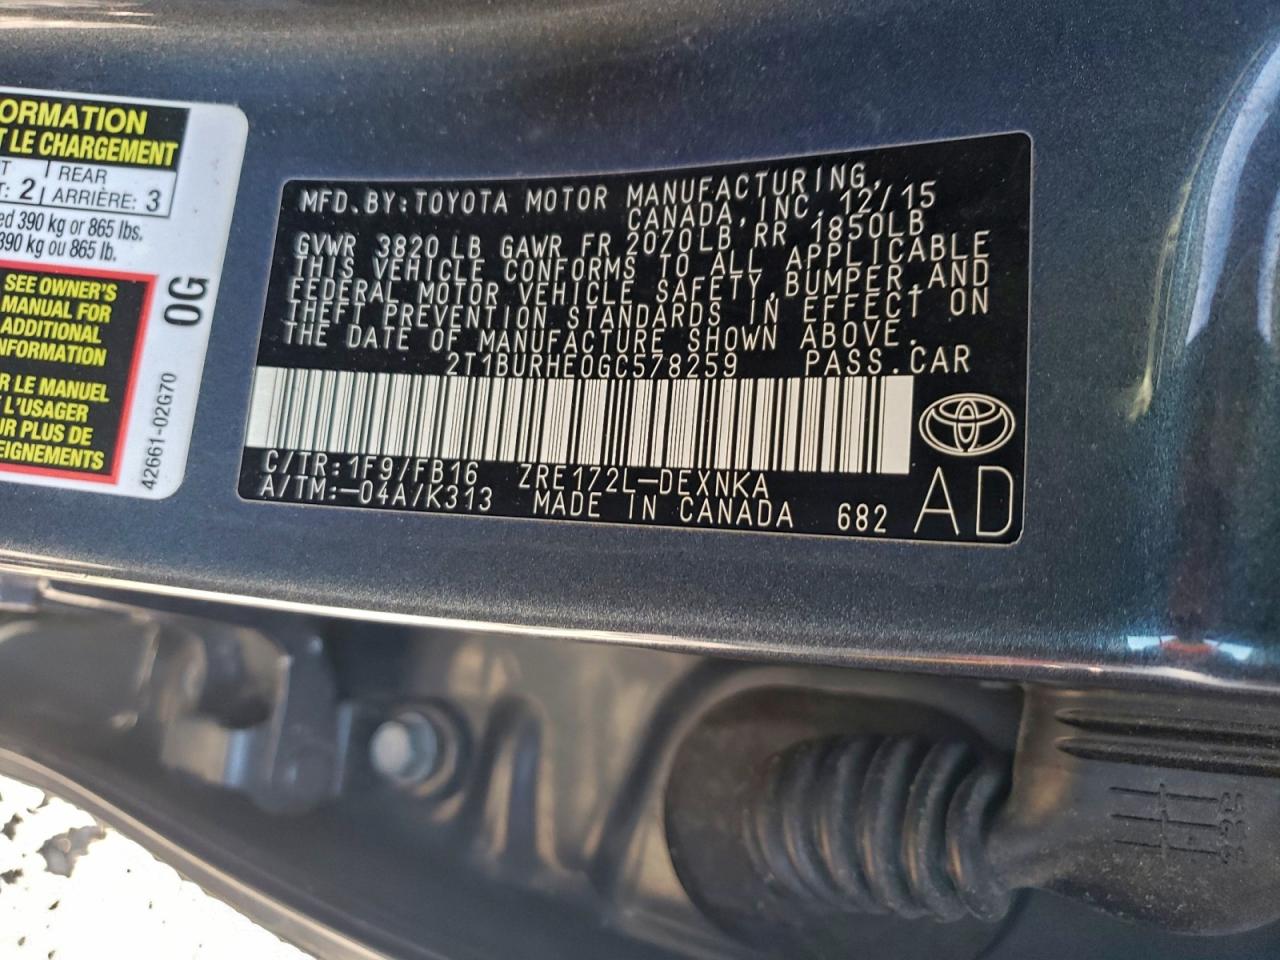 ORMATION
T LE CHARGEMENT
T REAR
: 2 ARRIÈRE: 3
ed 390 kg or 865 lbs.
390 kg ou 865 lb.
SEE OWNER'S
MANUAL FOR
ADDITIONAL
NFORMATION
R LE MANUEL
L'USAGER
UR PLUS DE
EIGNEMENTS
0G
42661-02G70
MFD.BY:TOYOTA MOTOR MANUFACTURING,
CANADA,INC. 12/15
GVWR 3820 LB GAWR FR 2070LB RR 1850LB
THIS VEHICLE CONFORMS TO ALL APPLICABLE
FEDERAL MOTOR VEHICLE SAFETY,BUMPER,AND
THEFT PREVENTION STANDARDS IN EFFECT ON
THE DATE OF MANUFACTURE SHOWN ABOVE.
2T1BURHE0GC578259 PASS.CAR
C/TR:1F9/FB16 ZRE172L-DEXNKA
A/TM:-04A/K313 MADE IN CANADA 682 AD